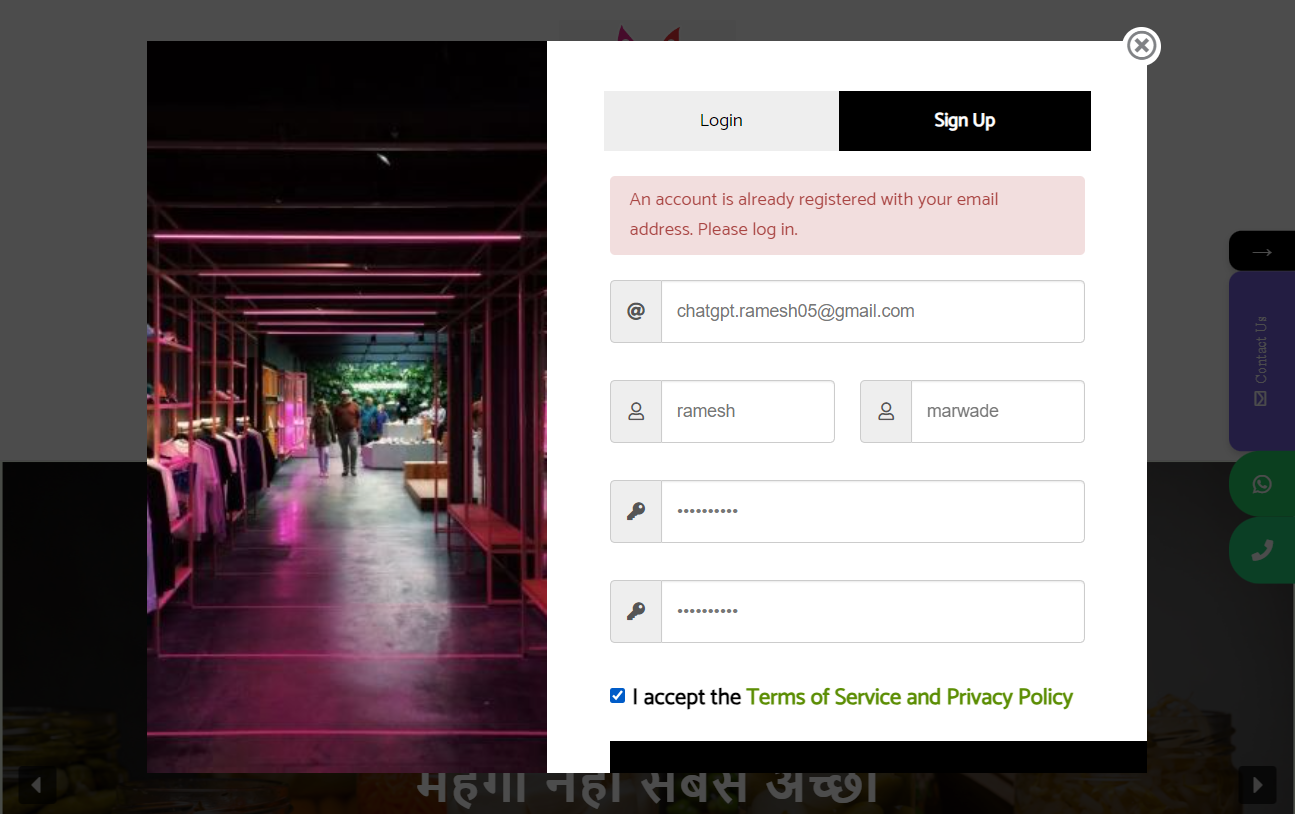 Login
Sign Up
An account is already registered with your email
address. Please log in.
@
chatgpt.ramesh05@gmail.com
ramesh
marwade
••••••••••
••••••••••
I accept the Terms of Service and Privacy Policy
→
Contact Us
महंगा नहीं सबसे अच्छा